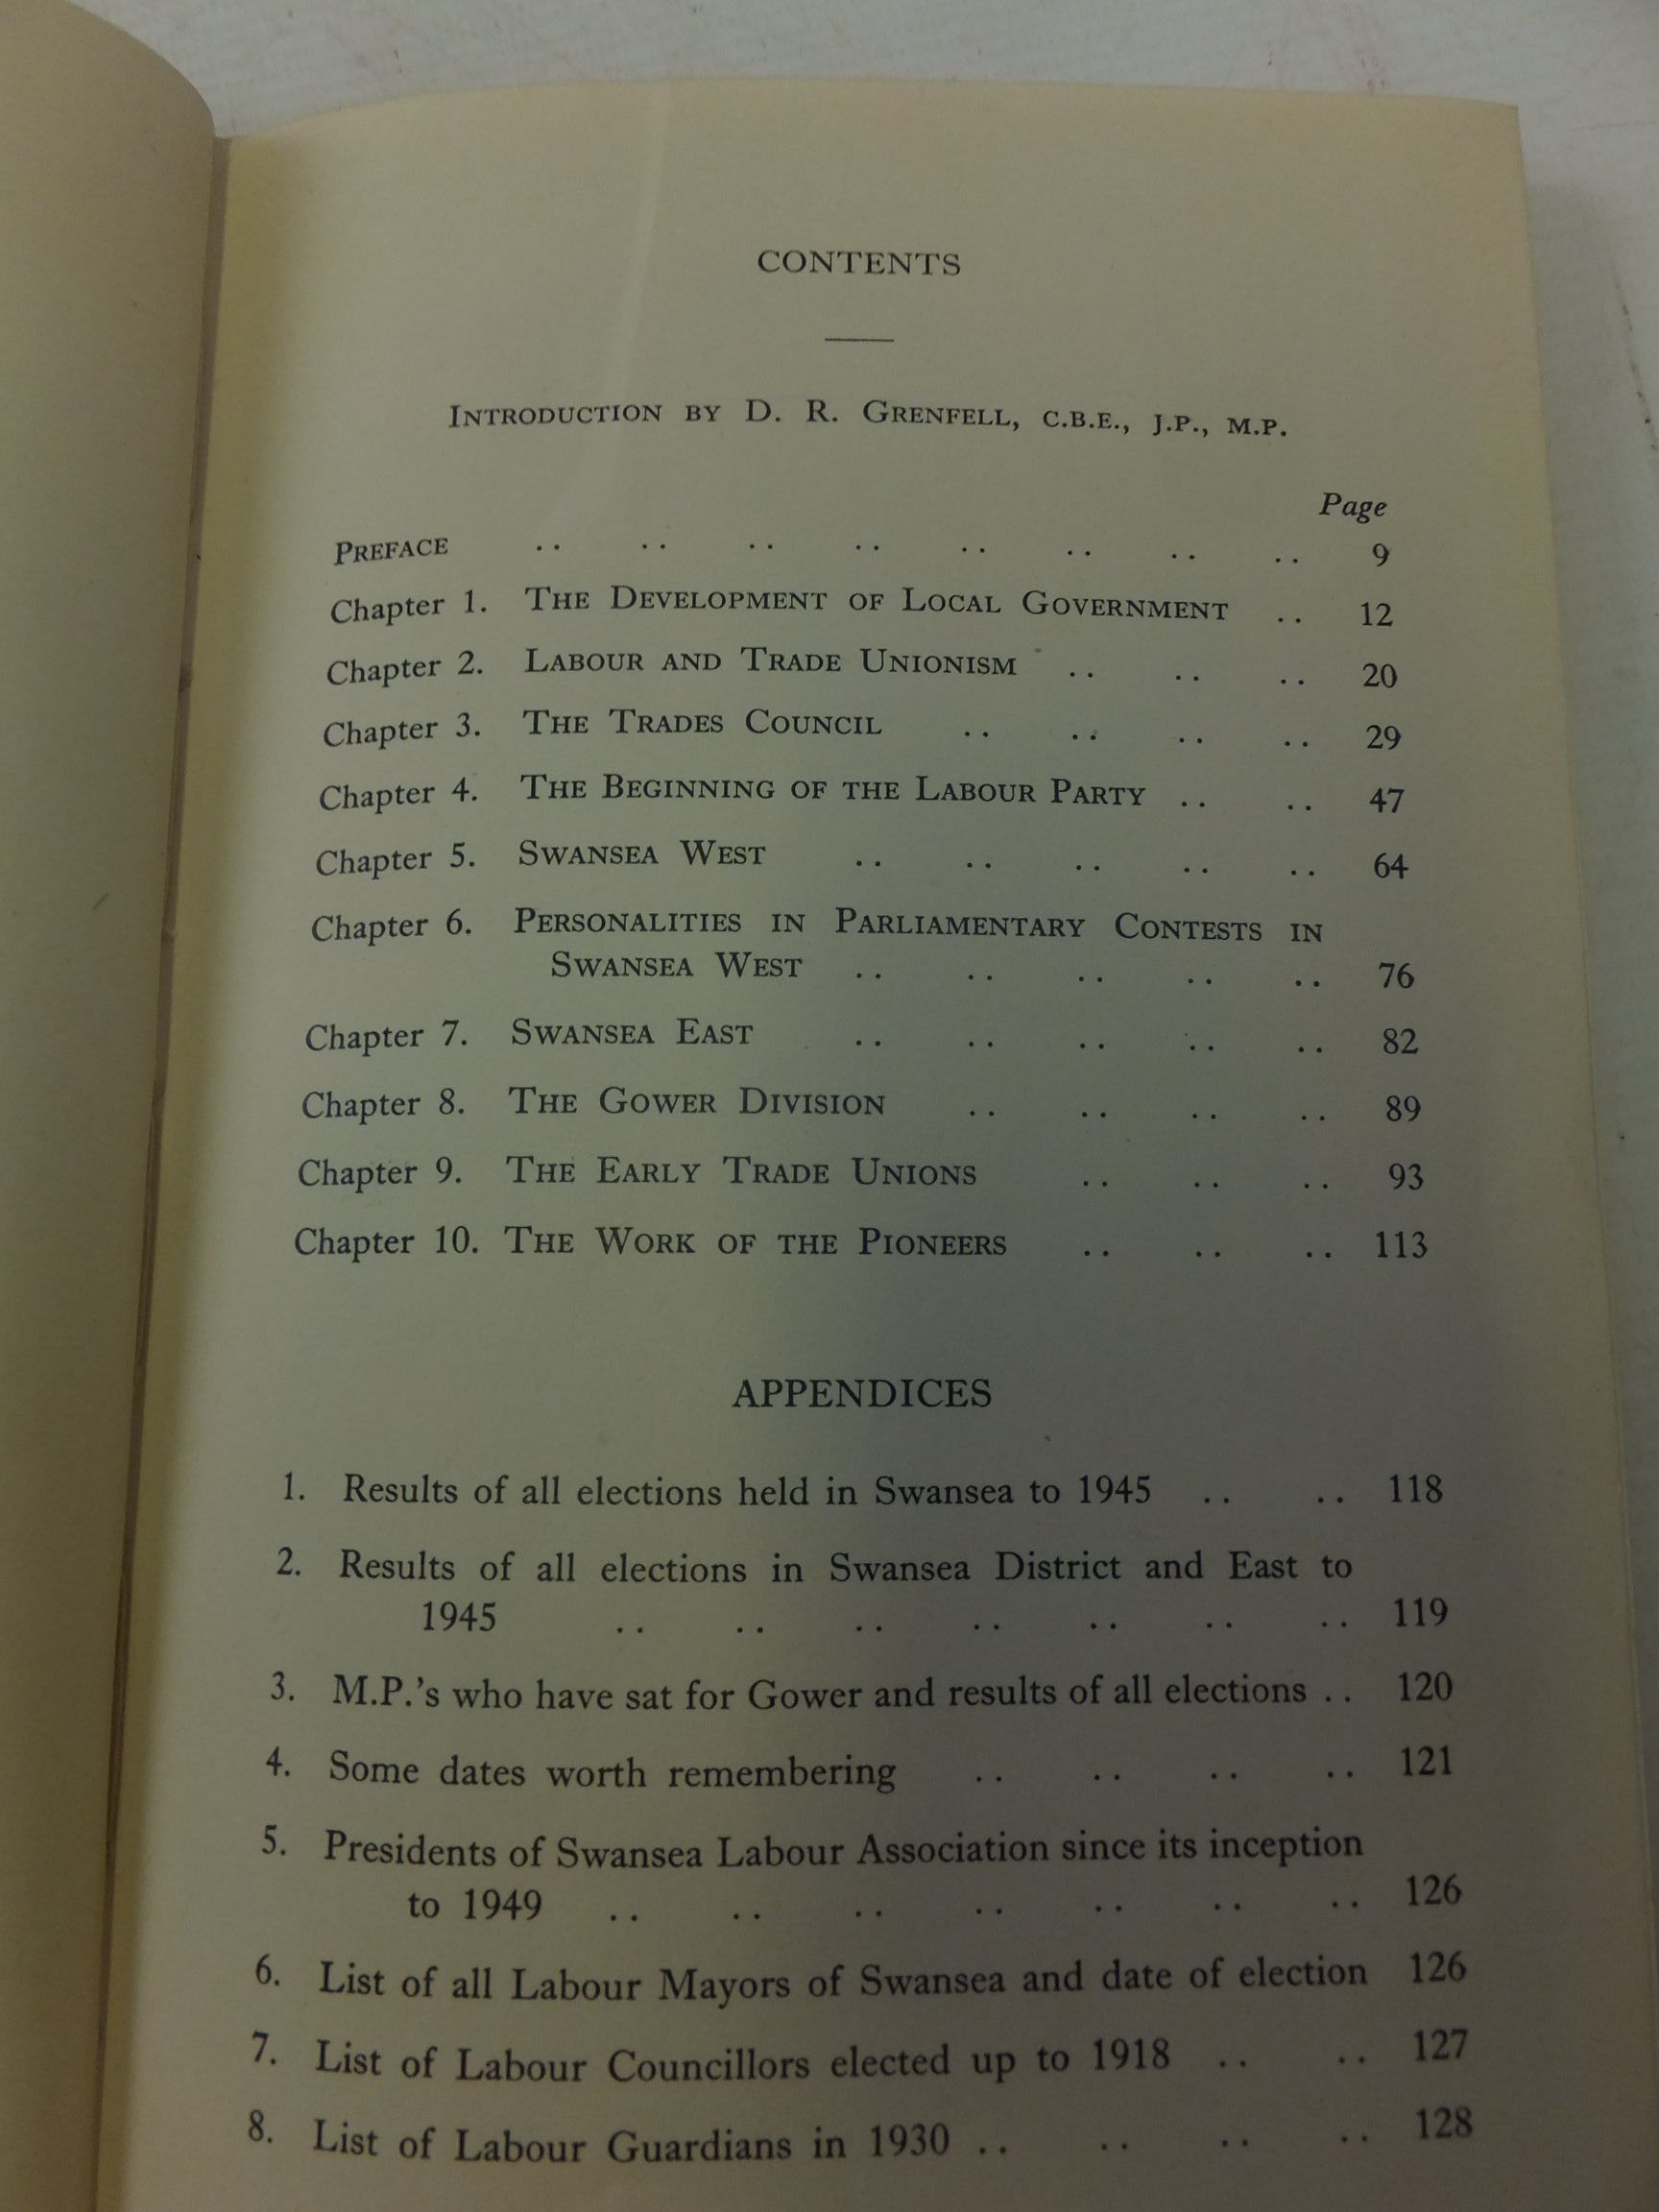 CONTENTS
INTRODUCTION BY D. R. GRENFELL, C.B.E., J.P., M.P.
Page
PREFACE .. .. .. .. .. .. .. .. 9
Chapter 1. THE DEVELOPMENT OF LOCAL GOVERNMENT .. 12
Chapter 2. LABOUR AND TRADE UNIONISM .. .. .. 20
Chapter 3. THE TRADES COUNCIL .. .. .. .. 29
Chapter 4. THE BEGINNING OF THE LABOUR PARTY .. .. 47
Chapter 5. SWANSEA WEST .. .. .. .. .. 64
Chapter 6. PERSONALITIES IN PARLIAMENTARY CONTESTS IN
SWANSEA WEST .. .. .. .. .. 76
Chapter 7. SWANSEA EAST .. .. .. .. .. 82
Chapter 8. THE GOWER DIVISION .. .. .. .. 89
Chapter 9. THE EARLY TRADE UNIONS .. .. .. 93
Chapter 10. THE WORK OF THE PIONEERS .. .. .. 113
APPENDICES
1. Results of all elections held in Swansea to 1945 .. .. 118
2. Results of all elections in Swansea District and East to
1945 .. .. .. .. .. .. .. 119
3. M.P.'s who have sat for Gower and results of all elections .. 120
4. Some dates worth remembering .. .. .. .. 121
5. Presidents of Swansea Labour Association since its inception
to 1949 .. .. .. .. .. .. .. 126
6. List of all Labour Mayors of Swansea and date of election 126
7. List of Labour Councillors elected up to 1918 .. .. 127
8. List of Labour Guardians in 1930 .. .. .. .. 128